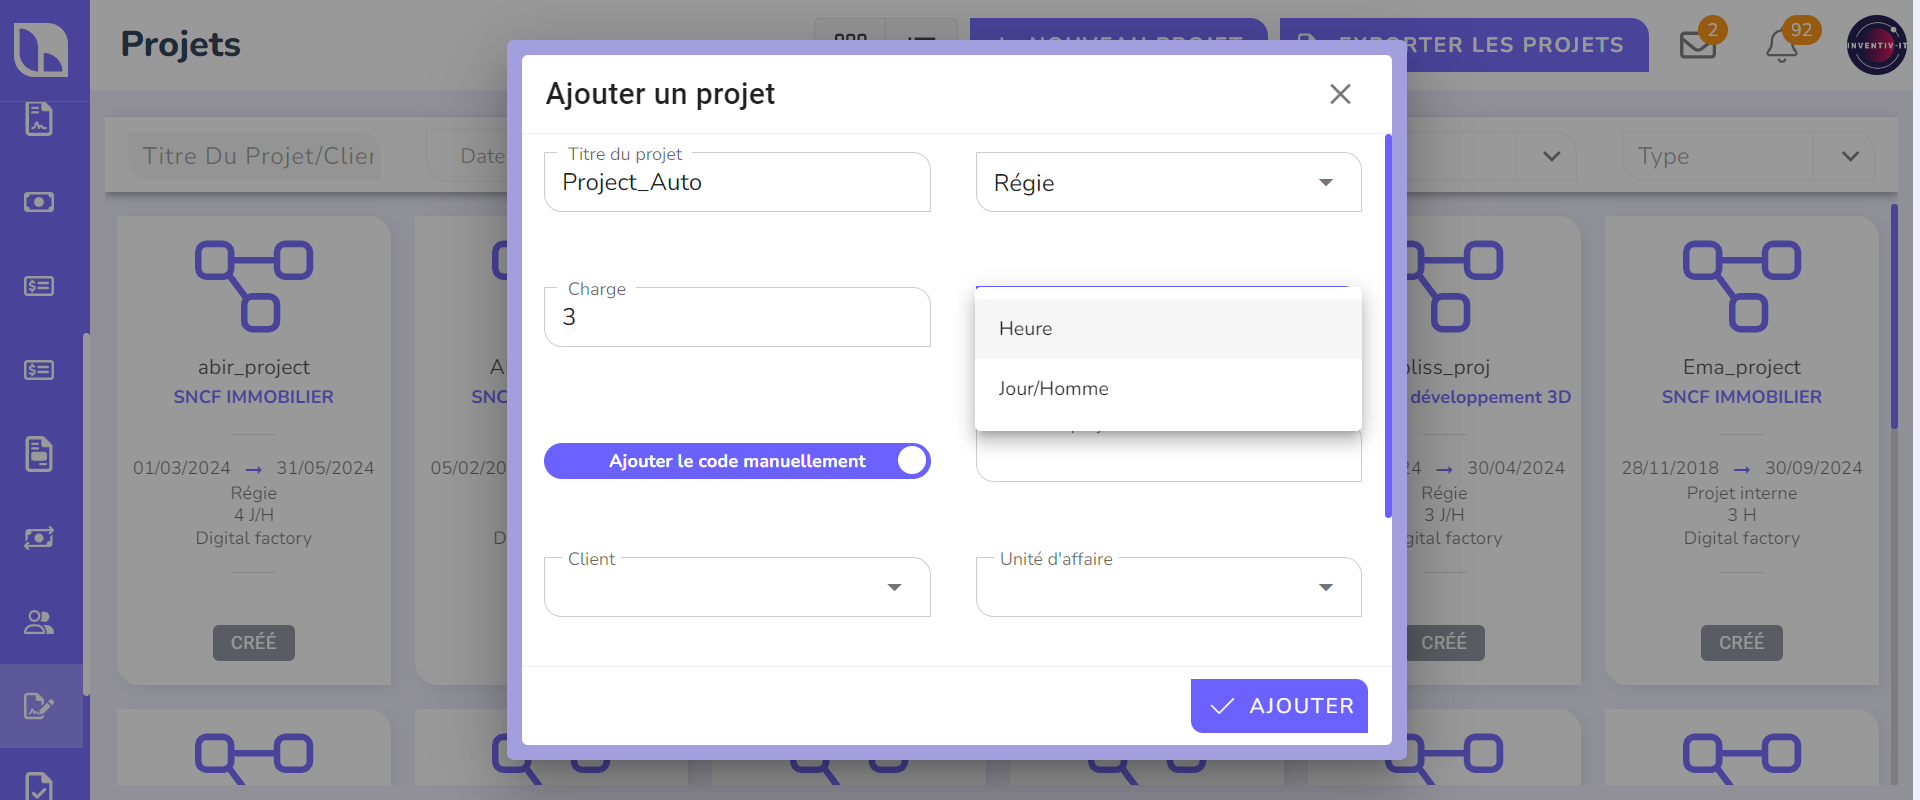 Projets
NOUVEAU PROJET
EXPORTER LES PROJETS
2
92
INVENTIV-IT
Titre Du Projet/Clier
Date
Type
Ajouter un projet
Titre du projet
Project_Auto
Régie
Charge
3
Heure
Jour/Homme
Ajouter le code manuellement
Client
Unité d'affaire
AJOUTER
abir_project
SNCF IMMOBILIER
01/03/2024 → 31/05/2024
Régie
4 J/H
Digital factory
CRÉÉ
A
SNC
05/02/20
D
oliss_proj
développement 3D
24 → 30/04/2024
Régie
3 J/H
gital factory
CRÉÉ
Ema_project
SNCF IMMOBILIER
28/11/2018 → 30/09/2024
Projet interne
3 H
Digital factory
CRÉÉ